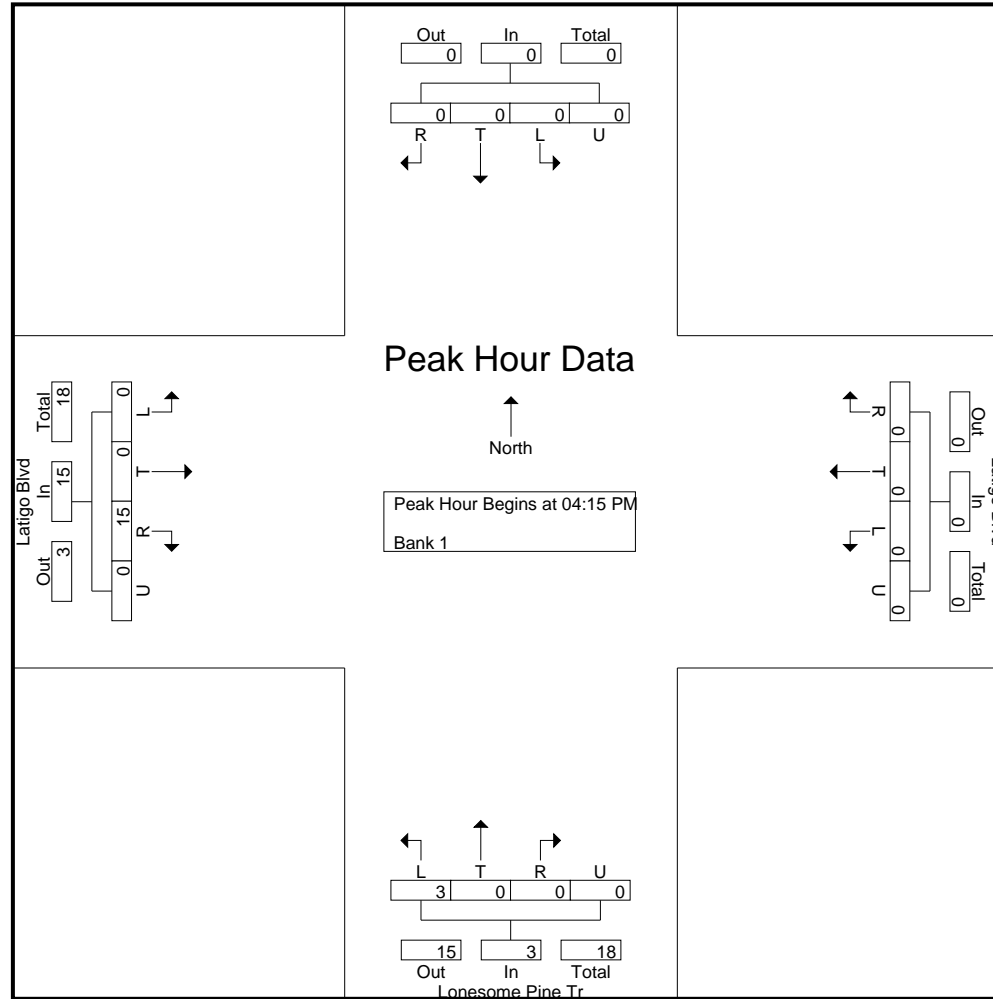 Out In Total
0 0 0
0 0 0 0
R T L U
Peak Hour Data
North
Peak Hour Begins at 04:15 PM
Bank 1
Latigo Blvd
Total In Out
18 15 3
0 0 15 0
L T R U
R T L U
0 0 0 0
Out In Total
0 0 0
L T R U
3 0 0 0
15 3 18
Out In Total
Lonesome Pine Tr